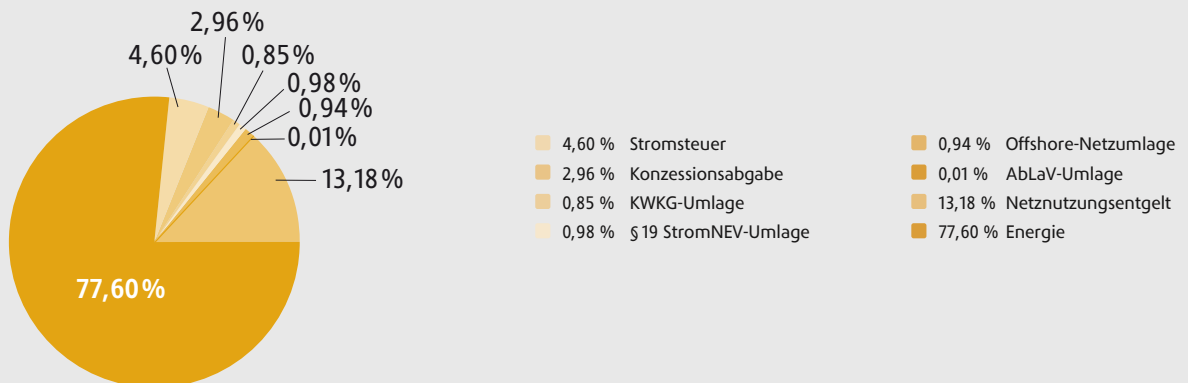 2,96 %
4,60 %
0,85 %
0,98 %
0,94 %
0,01%
13,18 %
77,60 %
4,60 % Stromsteuer
2,96 % Konzessionsabgabe
0,85 % KWKG-Umlage
0,98 % § 19 StromNEV-Umlage
0,94 % Offshore-Netzumlage
0,01 % AbLaV-Umlage
13,18 % Netznutzungsentgelt
77,60 % Energie